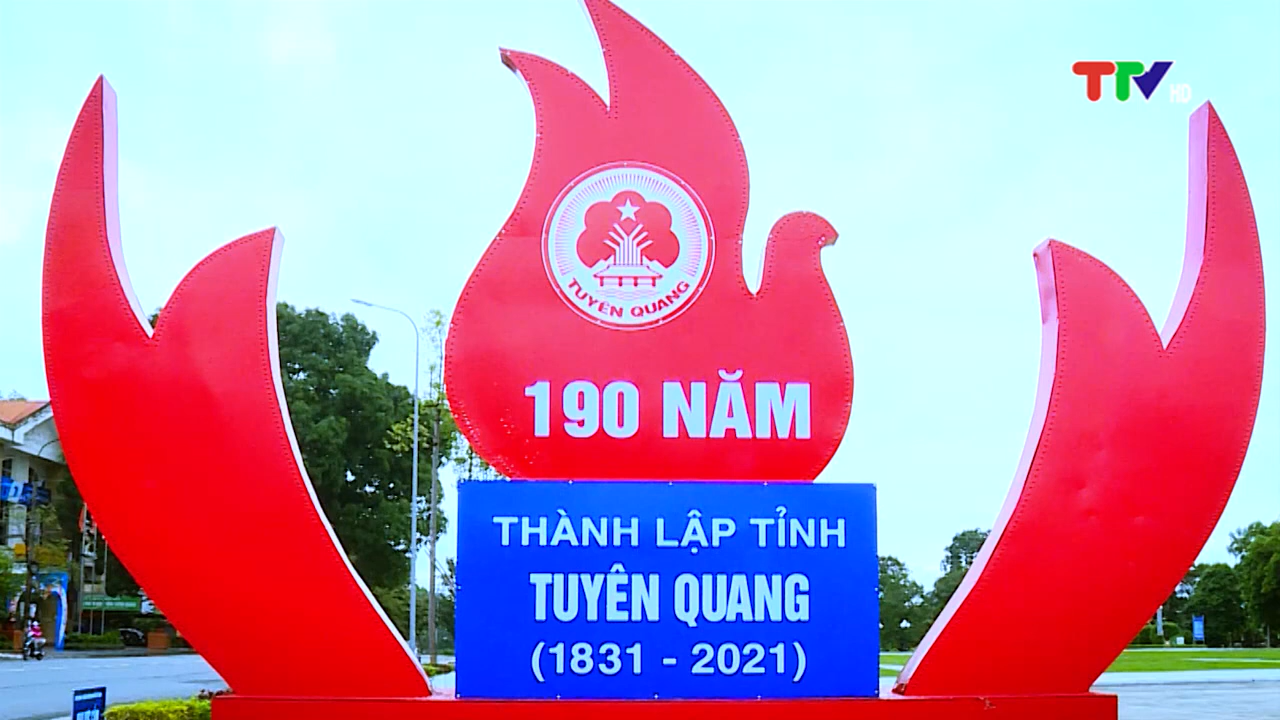 TTV HD
TUYÊN QUANG
190 NĂM
THÀNH LẬP TỈNH
TUYÊN QUANG
(1831 - 2021)